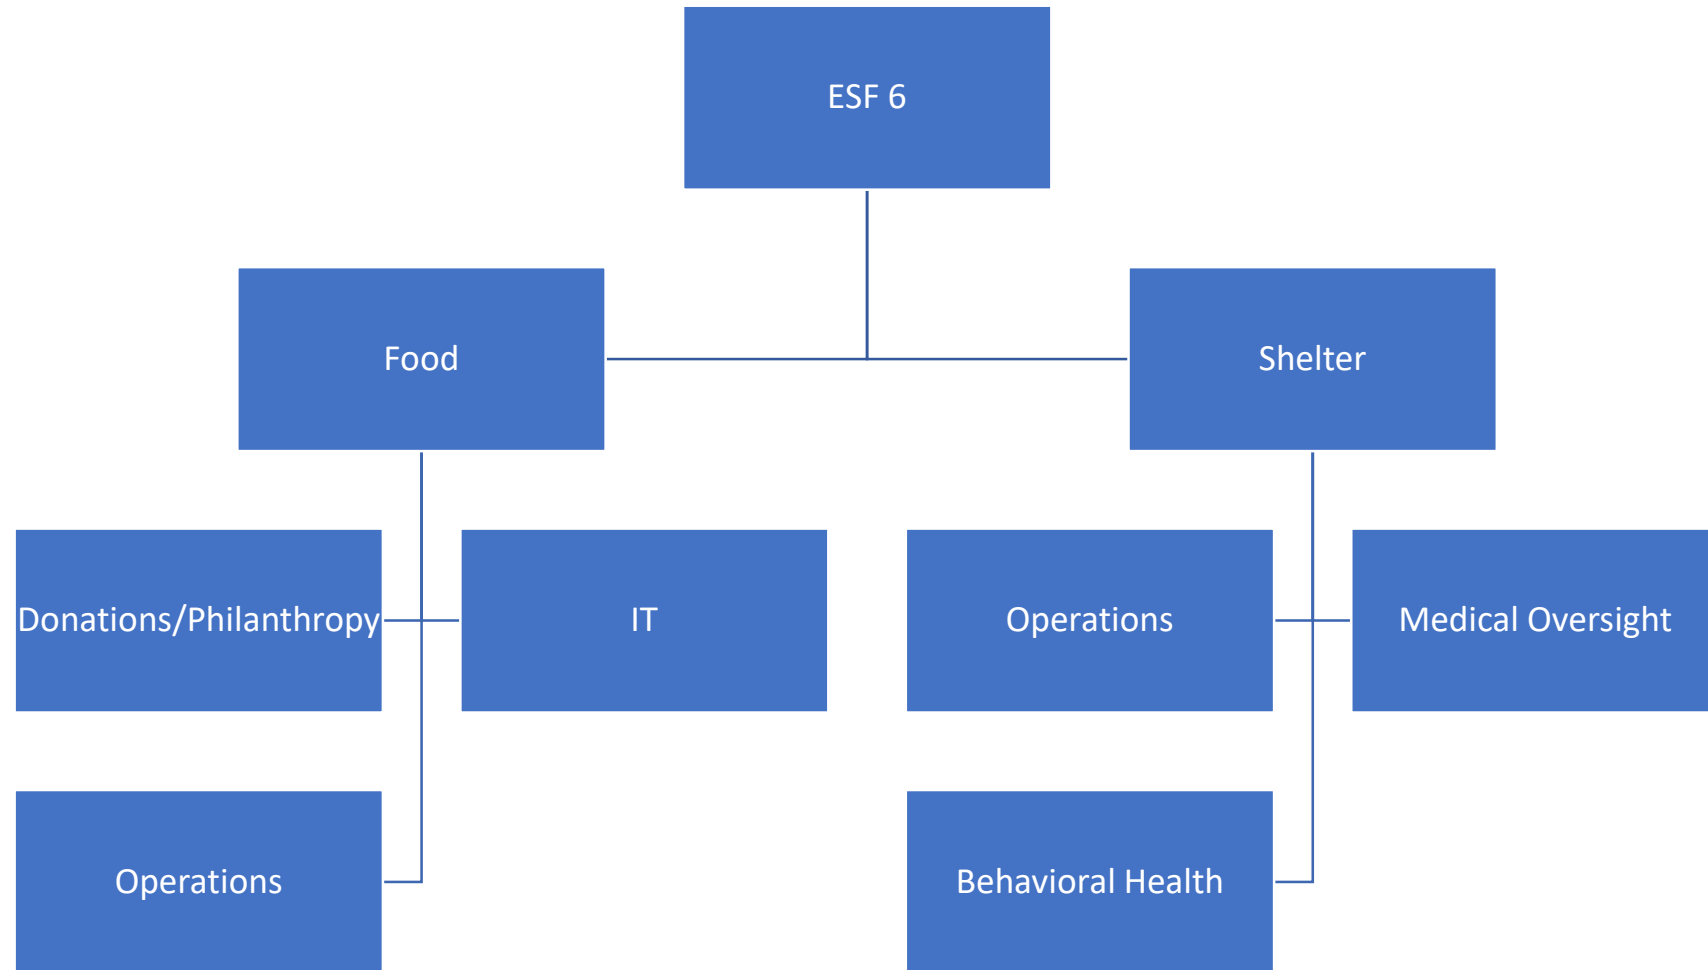 ESF 6
Food
Shelter
Donations/Philanthropy
IT
Operations
Medical Oversight
Operations
Behavioral Health